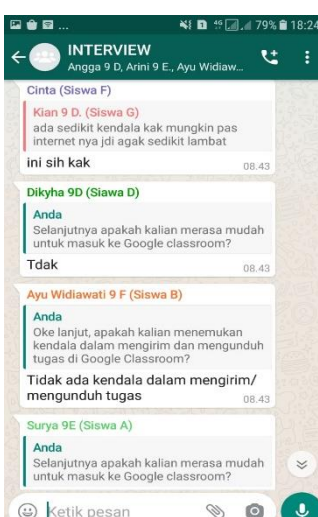 79% 18:24
INTERVIEW
Angga 9 D, Arini 9 E., Ayu Widiaw...
Cinta (Siswa F)
Kian 9 D. (Siswa G)
ada sedikit kendala kak mungkin pas
internet nya jdi agak sedikit lambat
ini sih kak
08.43
Dikyha 9D (Siawa D)
Anda
Selanjutnya apakah kalian merasa mudah
untuk masuk ke Google classroom?
Tdak
08.43
Ayu Widiawati 9 F (Siswa B)
Anda
Oke lanjut, apakah kalian menemukan
kendala dalam mengirim dan mengunduh
tugas di Google Classroom?
Tidak ada kendala dalam mengirim/
mengunduh tugas
08.43
Surya 9E (Siswa A)
Anda
Selanjutnya apakah kalian merasa mudah
untuk masuk ke Google classroom?
Ketik pesan